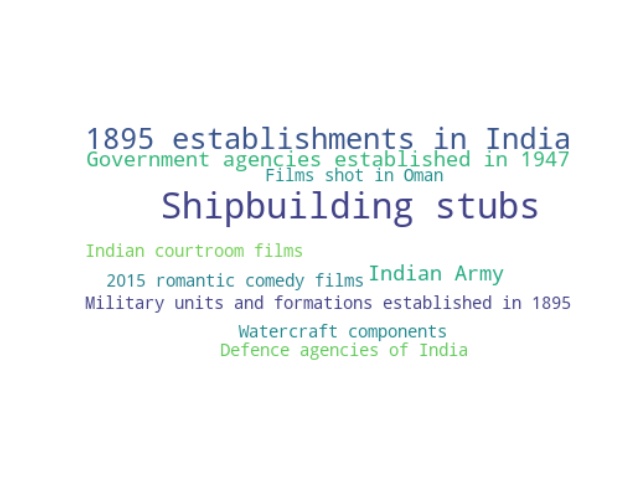 1895 establishments in India
Government agencies established in 1947
Films shot in Oman
Shipbuilding stubs
Indian courtroom films
2015 romantic comedy films
Indian Army
Military units and formations established in 1895
Watercraft components
Defence agencies of India